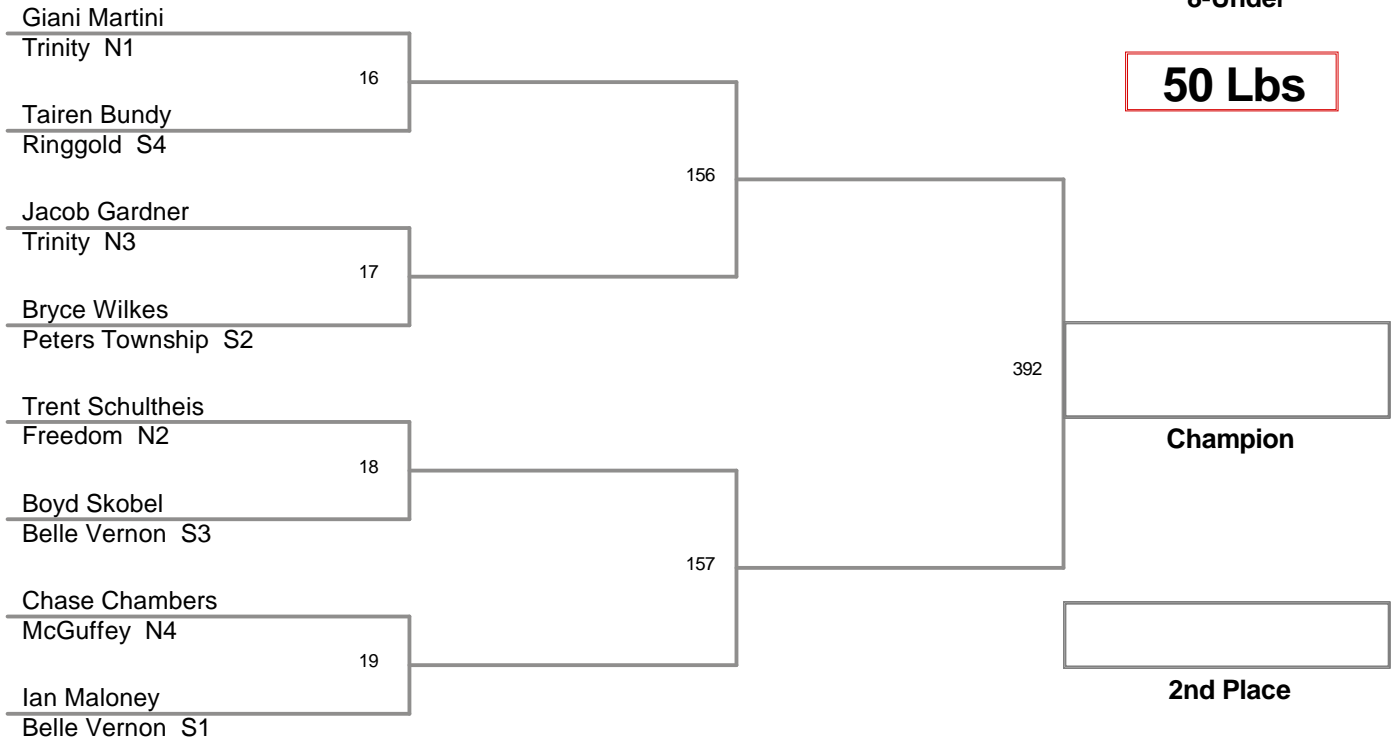 8-Under
50 Lbs
Giani Martini
Trinity N1
16
Tairen Bundy
Ringgold S4
156
Jacob Gardner
Trinity N3
17
Bryce Wilkes
Peters Township S2
392
Trent Schultheis
Freedom N2
18
Boyd Skobel
Belle Vernon S3
157
Chase Chambers
McGuffey N4
19
Ian Maloney
Belle Vernon S1
Champion
2nd Place